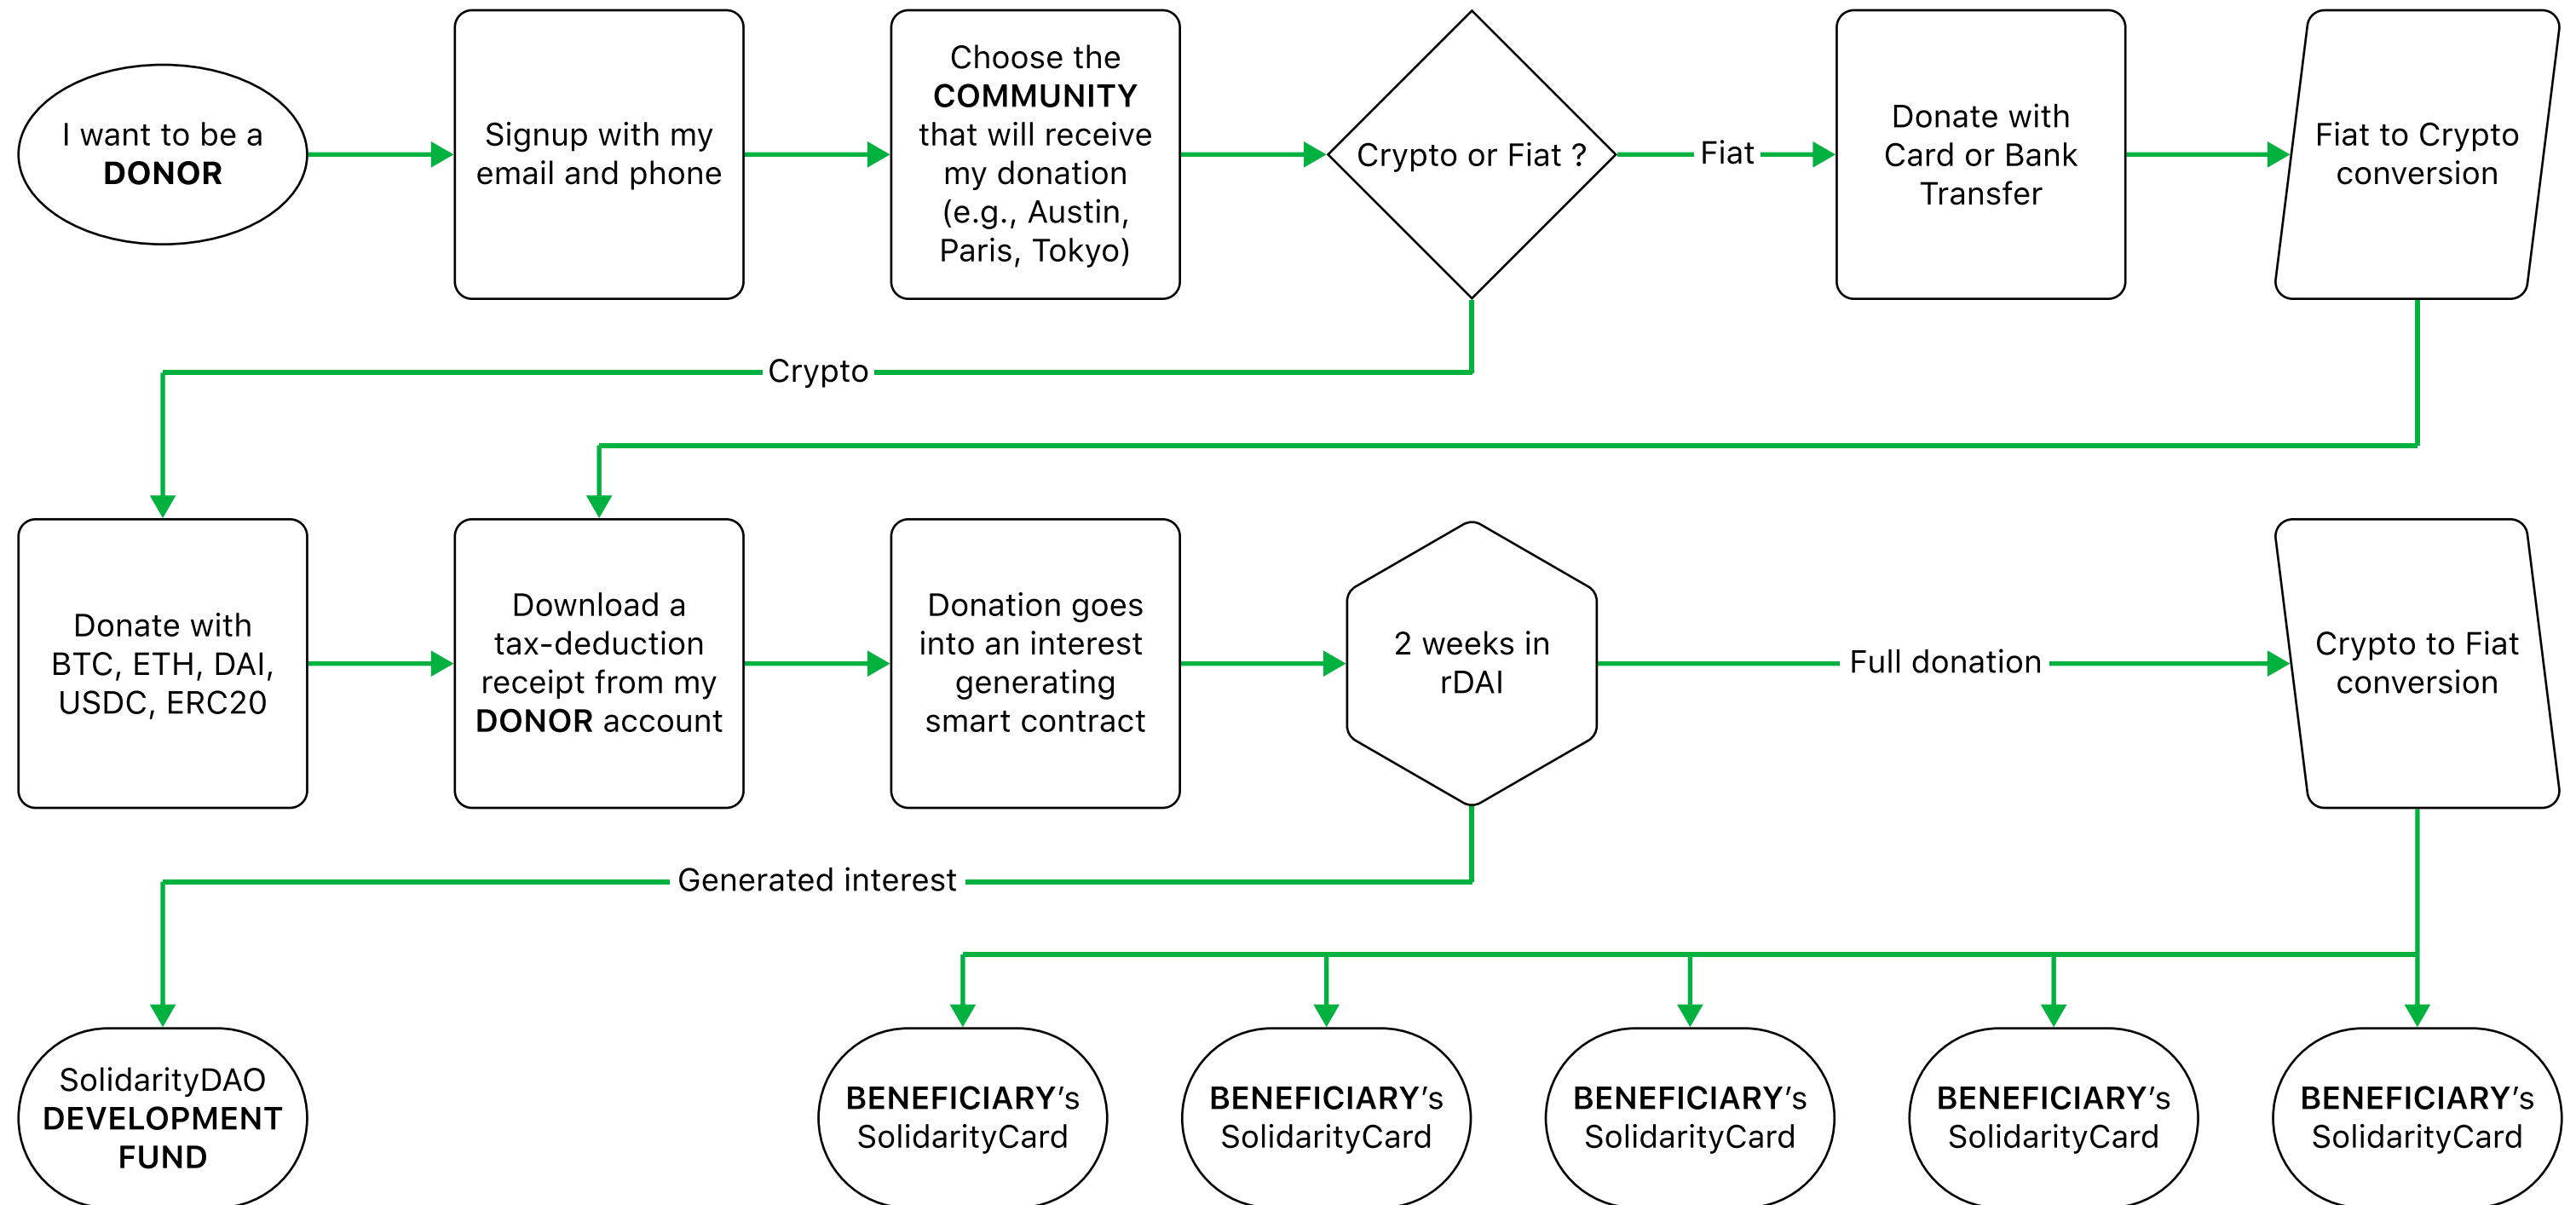 I want to be a
DONOR
Signup with my
email and phone
Choose the
COMMUNITY
that will receive
my donation
(e.g., Austin,
Paris, Tokyo)
Crypto or Fiat ?
Fiat
Donate with
Card or Bank
Transfer
Fiat to Crypto
conversion
Crypto
Donate with
BTC, ETH, DAI,
USDC, ERC20
Download a
tax-deduction
receipt from my
DONOR account
Donation goes
into an interest
generating
smart contract
2 weeks in
rDAI
Full donation
Crypto to Fiat
conversion
Generated interest
SolidarityDAO
DEVELOPMENT
FUND
BENEFICIARY’s
SolidarityCard
BENEFICIARY’s
SolidarityCard
BENEFICIARY’s
SolidarityCard
BENEFICIARY’s
SolidarityCard
BENEFICIARY’s
SolidarityCard